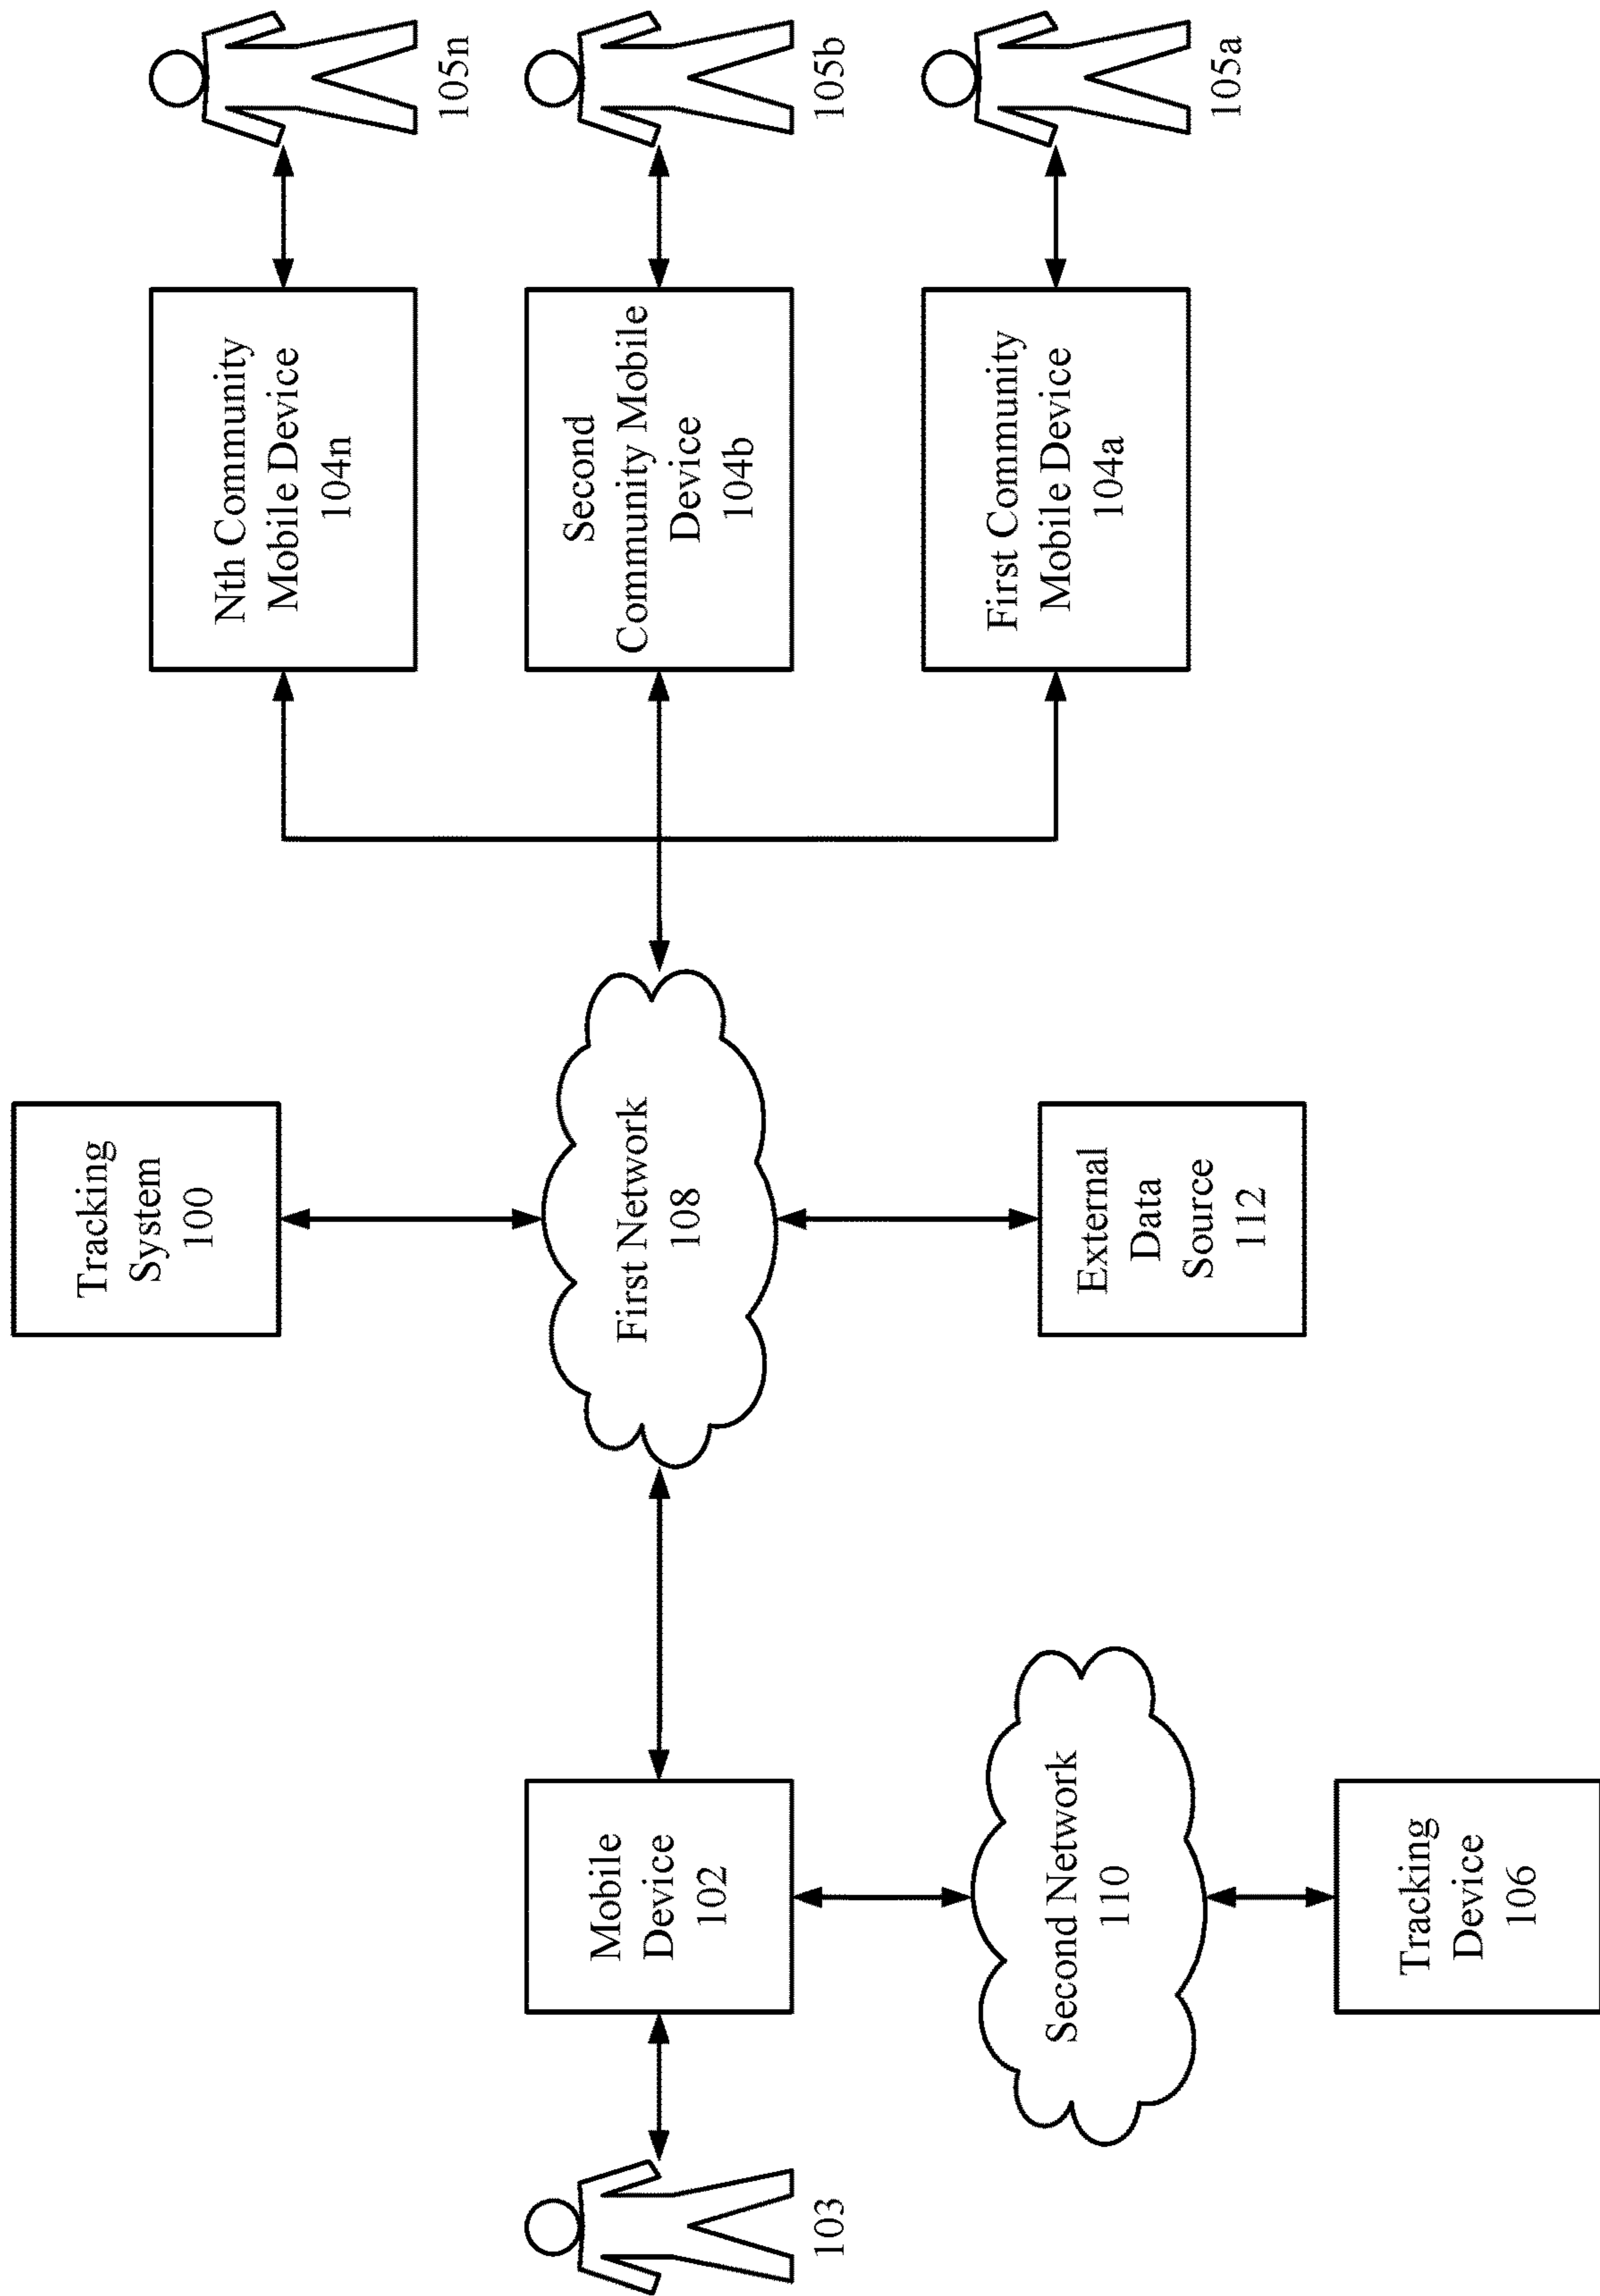 Tracking
System
100
103
Mobile
Device
102
First Network
108
Nth Community
Mobile Device
104n
105n
Second
Community Mobile
Device
104b
105b
Second Network
110
External
Data
Source
112
First Community
Mobile Device
104a
105a
Tracking
Device
106